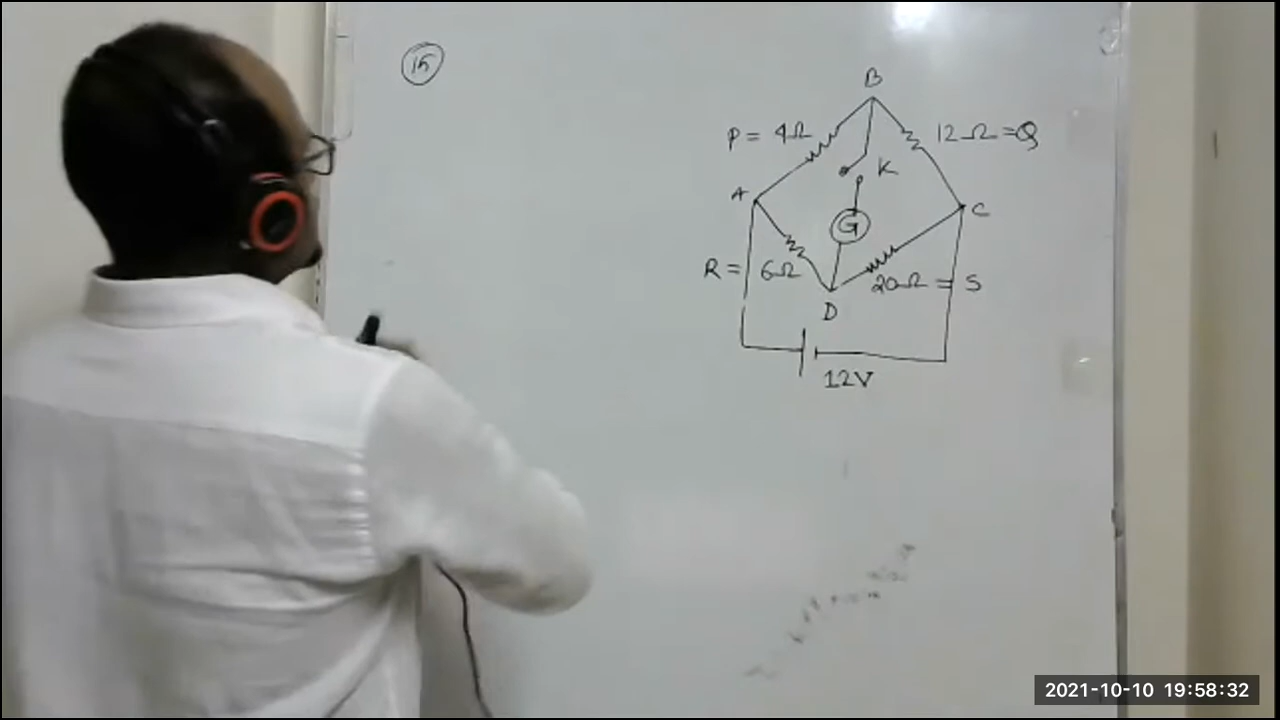 15
B
P = 4Ω
12Ω = Q
K
A
C
G
R =
6Ω
20Ω = S
D
12V
2021-10-10 19:58:32